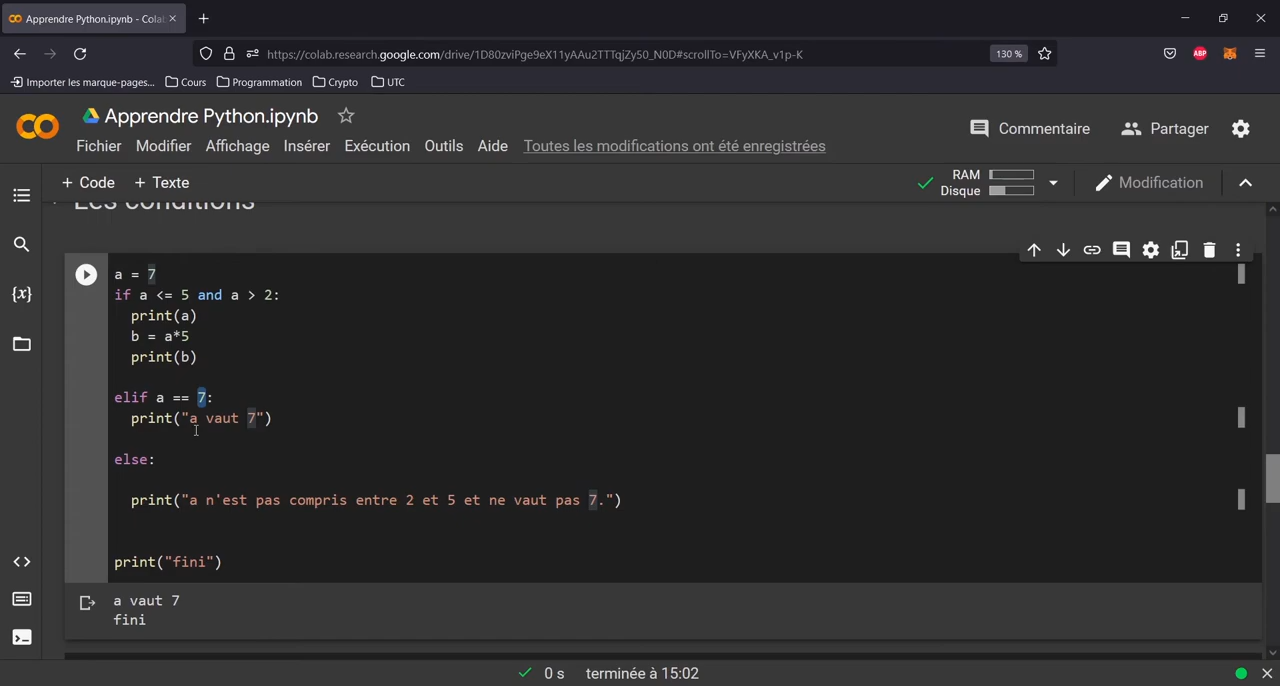 Apprendre Python.ipynb - Cola
https://colab.research.google.com/drive/1D80zviPge9eX11yAAu2TTTqjZy50_N0D#scrollTo=VFyXKA_v1p-K
130 %
ABP
Importer les marque-pages...
Cours
Programmation
Crypto
UTC
Apprendre Python.ipynb
Commentaire
Partager
Fichier
Modifier
Affichage
Insérer
Exécution
Outils
Aide
Toutes les modifications ont été enregistrées
+ Code
+ Texte
RAM
Disque
Modification
Les conditions
{x}
a = 7
if a <= 5 and a > 2:
print(a)
b = a*5
print(b)
elif a == 7:
print("a vaut 7")
else:
print("a n'est pas compris entre 2 et 5 et ne vaut pas 7.")
print("fini")
a vaut 7
fini
0 s
terminée à 15:02